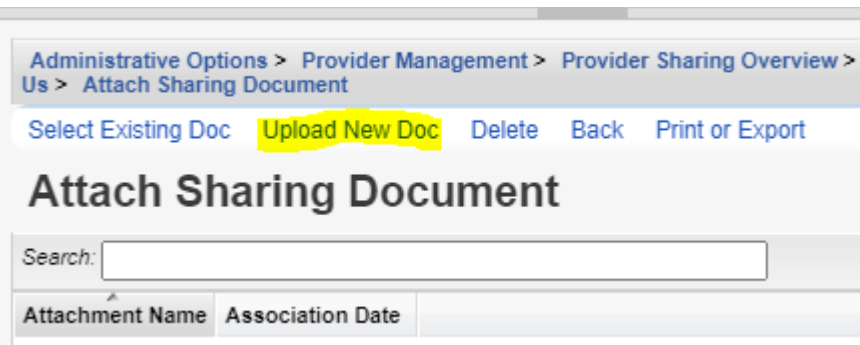 Administrative Options > Provider Management > Provider Sharing Overview >
Us > Attach Sharing Document
Select Existing Doc Upload New Doc Delete Back Print or Export
Attach Sharing Document
Search:
Attachment Name Association Date